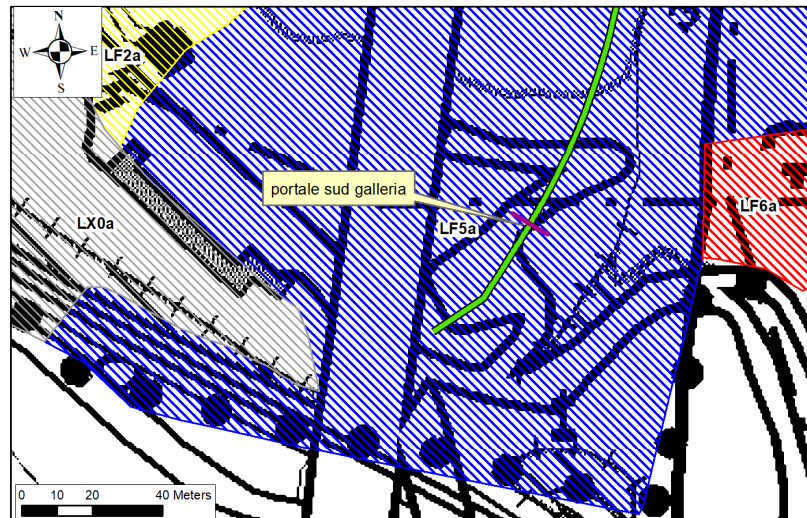 N
W E
S
LF2a
portale sud galleria
LX0a
LF5a
LF6a
0 10 20 40 Meters